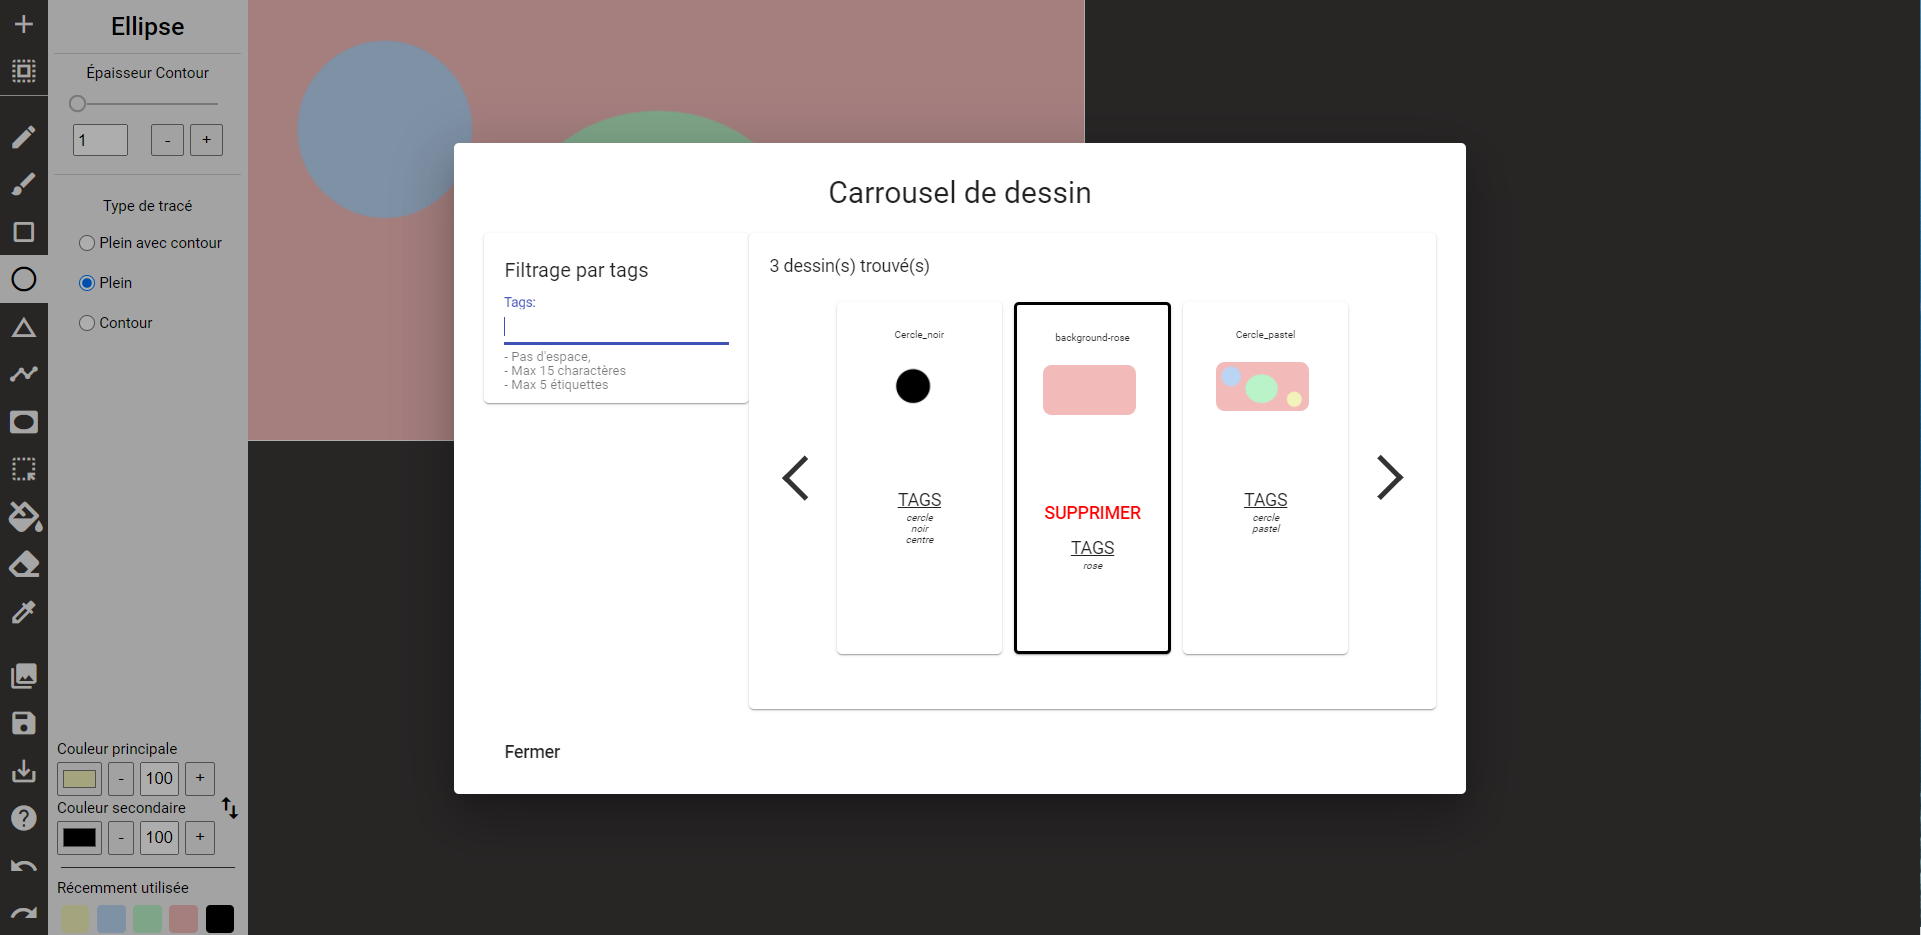 Ellipse
Épaisseur Contour
1
-
+
Type de tracé
Plein avec contour
Plein
Contour
Couleur principale
- 100 +
Couleur secondaire
- 100 +
Récemment utilisée
Carrousel de dessin
Filtrage par tags
Tags:
- Pas d'espace,
- Max 15 charactères
- Max 5 étiquettes
3 dessin(s) trouvé(s)
Cercle_noir
TAGS
cercle
noir
centre
background-rose
SUPPRIMER
TAGS
rose
Cercle_pastel
TAGS
cercle
pastel
Fermer